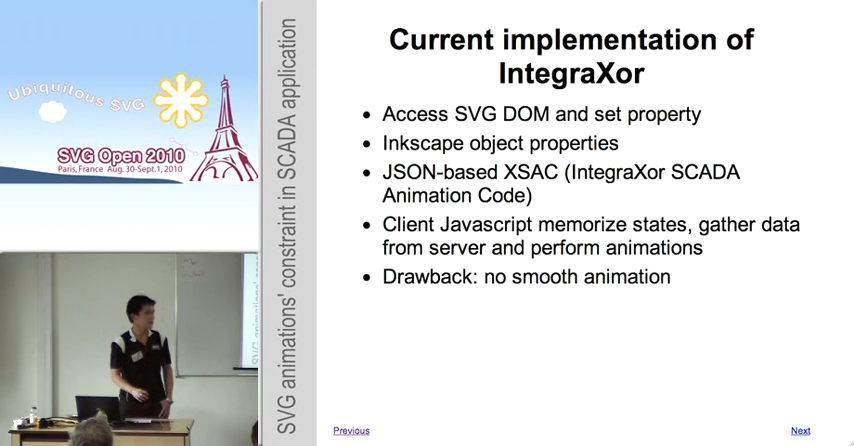 Ubiquitous SVG
SVG Open 2010
Paris, France Aug. 30-Sept.1, 2010
SVG animations' constraint in SCADA application
Current implementation of
IntegraXor
• Access SVG DOM and set property
• Inkscape object properties
• JSON-based XSAC (IntegraXor SCADA
Animation Code)
• Client Javascript memorize states, gather data
from server and perform animations
• Drawback: no smooth animation
Previous
Next